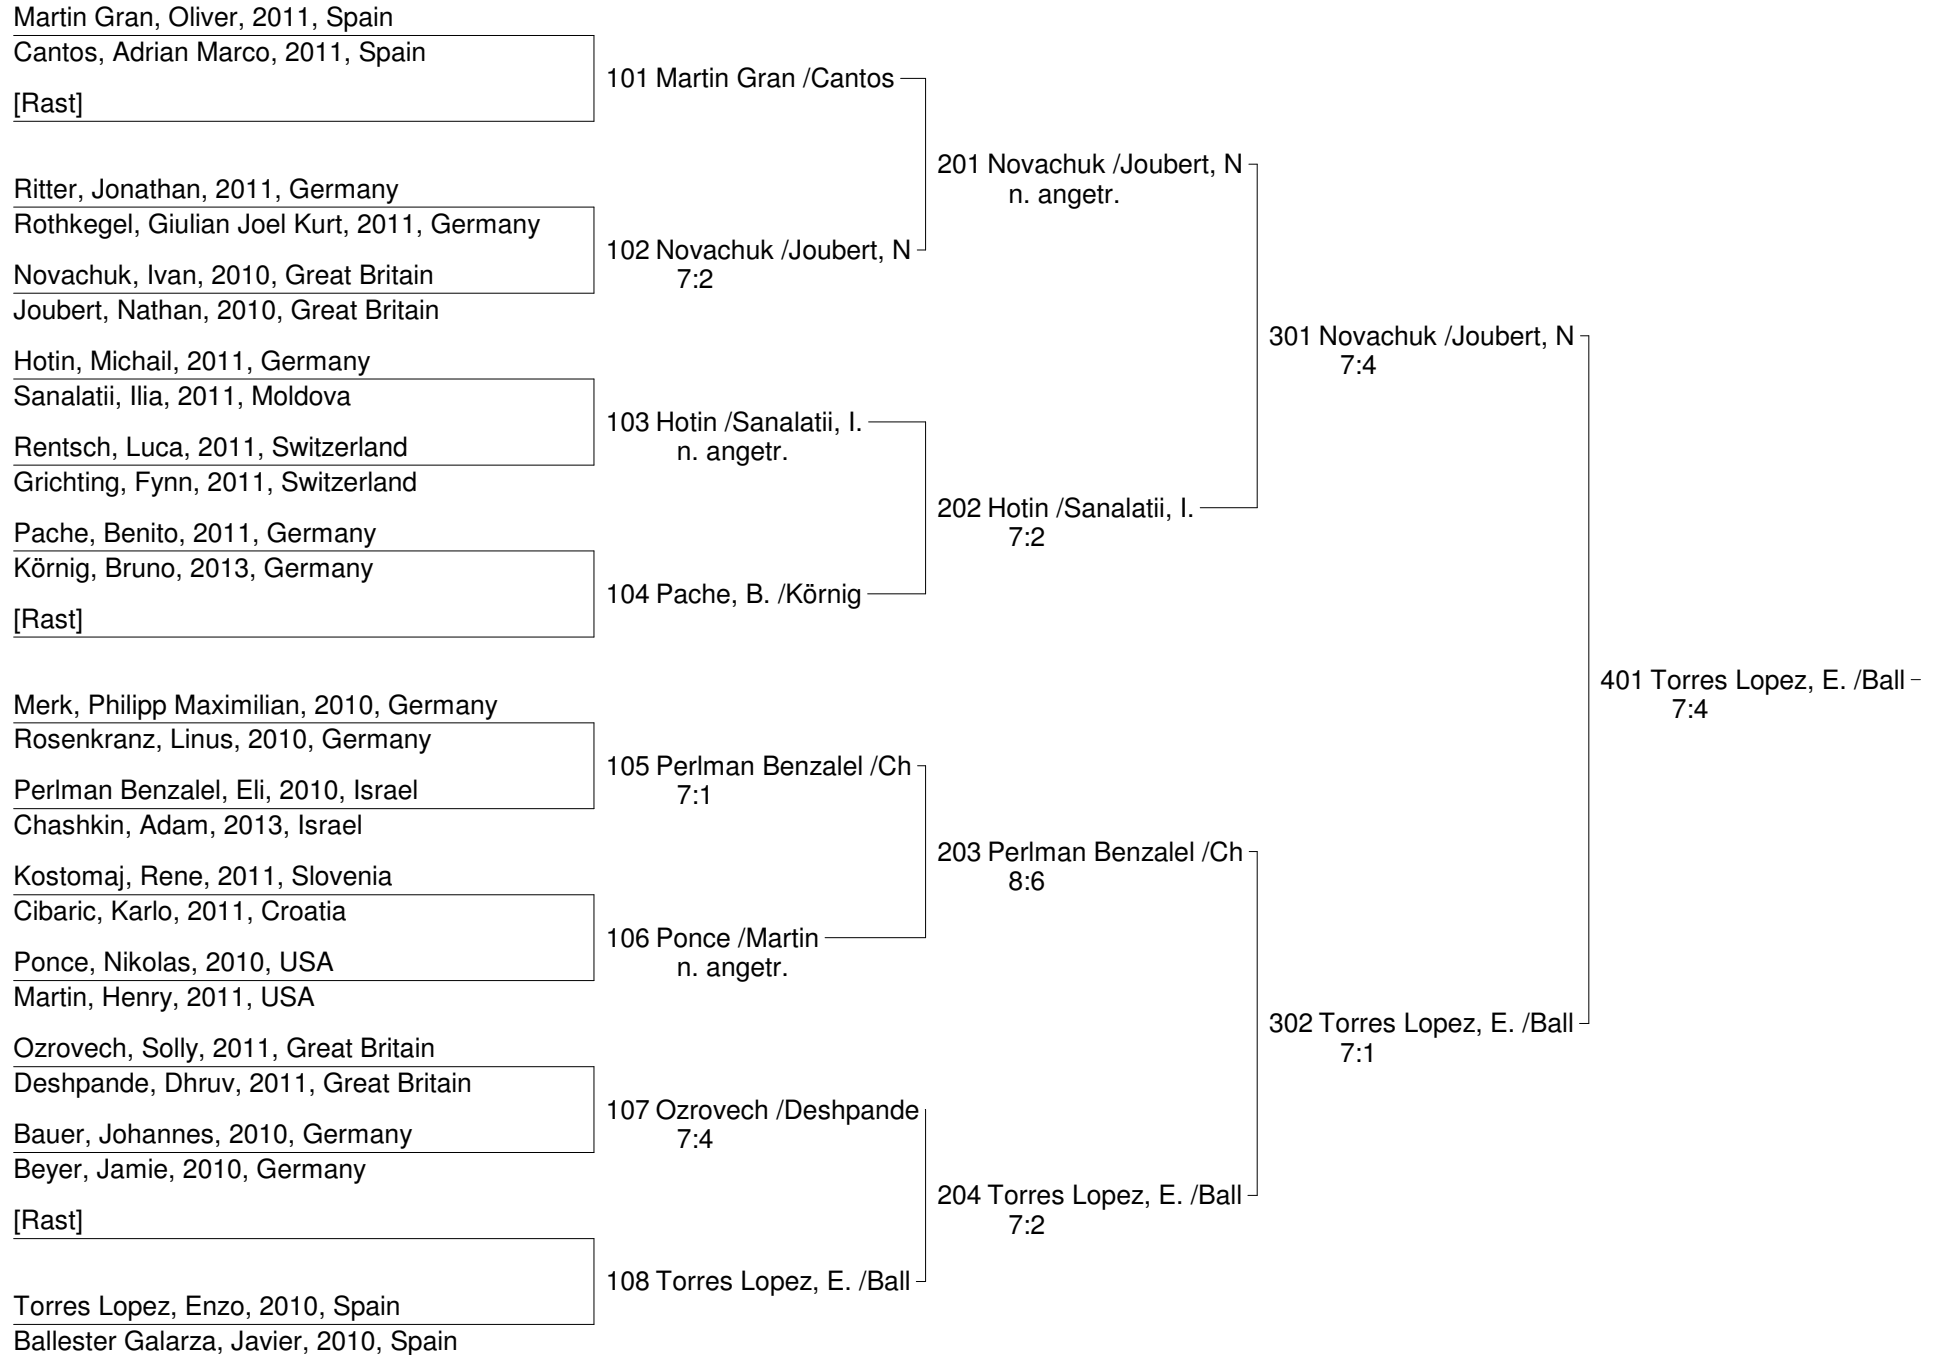 Martin Gran, Oliver, 2011, Spain
Cantos, Adrian Marco, 2011, Spain
101 Martin Gran /Cantos
[Rast]
201 Novachuk /Joubert, N
n. angetr.
Ritter, Jonathan, 2011, Germany
Rothkegel, Giulian Joel Kurt, 2011, Germany
102 Novachuk /Joubert, N
7:2
Novachuk, Ivan, 2010, Great Britain
Joubert, Nathan, 2010, Great Britain
301 Novachuk /Joubert, N
7:4
Hotin, Michail, 2011, Germany
Sanalatii, Ilia, 2011, Moldova
103 Hotin /Sanalatii, I.
n. angetr.
Rentsch, Luca, 2011, Switzerland
Grichting, Fynn, 2011, Switzerland
202 Hotin /Sanalatii, I.
7:2
Pache, Benito, 2011, Germany
Körnig, Bruno, 2013, Germany
104 Pache, B. /Körnig
[Rast]
401 Torres Lopez, E. /Ball
7:4
Merk, Philipp Maximilian, 2010, Germany
Rosenkranz, Linus, 2010, Germany
105 Perlman Benzalel /Ch
7:1
Perlman Benzalel, Eli, 2010, Israel
Chashkin, Adam, 2013, Israel
203 Perlman Benzalel /Ch
8:6
Kostomaj, Rene, 2011, Slovenia
Cibaric, Karlo, 2011, Croatia
106 Ponce /Martin
n. angetr.
Ponce, Nikolas, 2010, USA
Martin, Henry, 2011, USA
302 Torres Lopez, E. /Ball
7:1
Ozrovech, Solly, 2011, Great Britain
Deshpande, Dhruv, 2011, Great Britain
107 Ozrovech /Deshpande
7:4
Bauer, Johannes, 2010, Germany
Beyer, Jamie, 2010, Germany
204 Torres Lopez, E. /Ball
7:2
[Rast]
108 Torres Lopez, E. /Ball
Torres Lopez, Enzo, 2010, Spain
Ballester Galarza, Javier, 2010, Spain